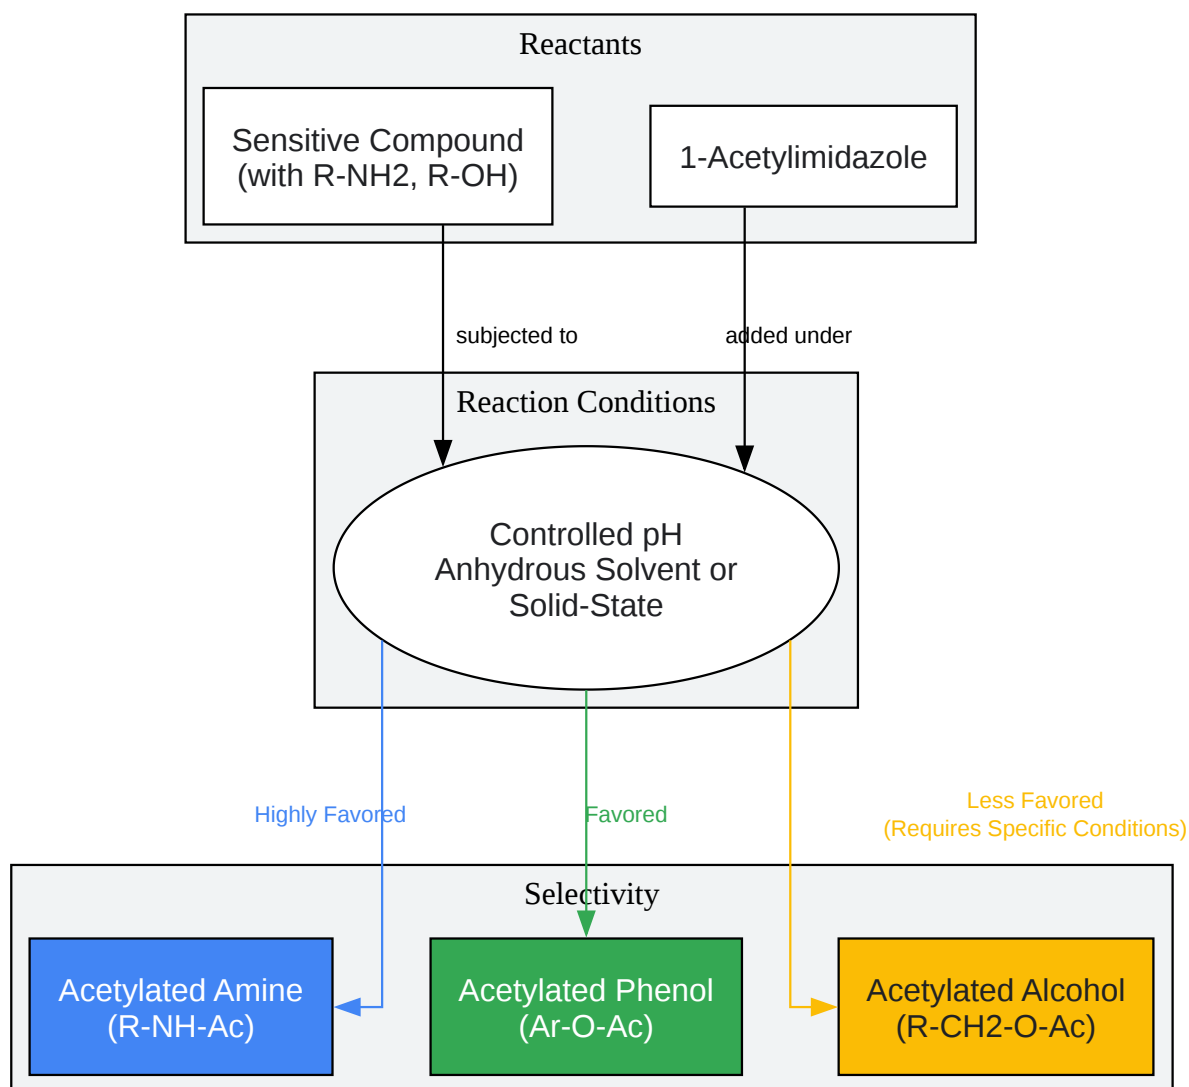 Reactants
Sensitive Compound
(with R-NH2, R-OH)
1-Acetylimidazole
subjected to
added under
Reaction Conditions
Controlled pH
Anhydrous Solvent or
Solid-State
Highly Favored
Favored
Less Favored
(Requires Specific Conditions)
Selectivity
Acetylated Amine
(R-NH-Ac)
Acetylated Phenol
(Ar-O-Ac)
Acetylated Alcohol
(R-CH2-O-Ac)